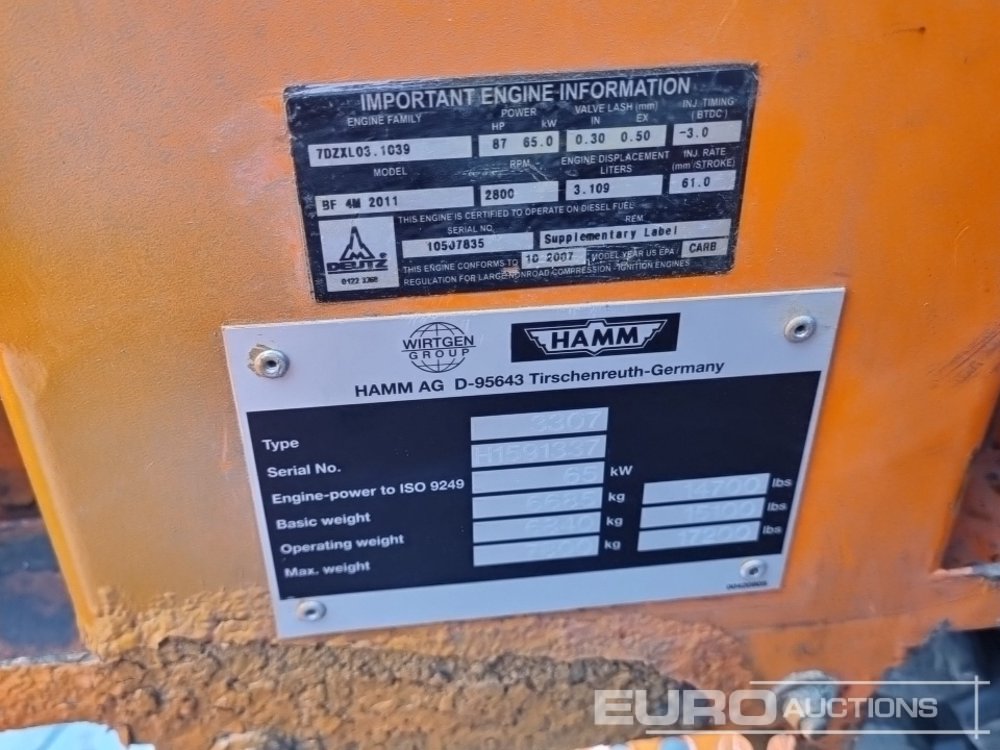 IMPORTANT ENGINE INFORMATION
ENGINE FAMILY POWER VALVE LASH (mm) INJ. TIMING
HP kW IN EX (BTDC)
7DZXL03.1039 87 65.0 0.30 0.50 -3.0
MODEL RPM ENGINE DISPLACEMENT INJ. RATE
LITERS (mm /STROKE)
BF 4M 2011 2800 3.109 61.0
THIS ENGINE IS CERTIFIED TO OPERATE ON DIESEL FUEL
SERIAL NO. REM.
10507835 Supplementary Label
THIS ENGINE CONFORMS TO 10 2007 MODEL YEAR US EPA / CARB
REGULATION FOR LARGE NONROAD COMPRESSION - IGNITION ENGINES
DEUTZ
0422 3368
WIRTGEN
GROUP
HAMM
HAMM AG D-95643 Tirschenreuth-Germany
Type 3307
Serial No. H1591337
Engine-power to ISO 9249 65 kW
Basic weight 6685 kg 14700 lbs
Operating weight kg lbs
Max. weight kg 17200 lbs
EURO AUCTIONS